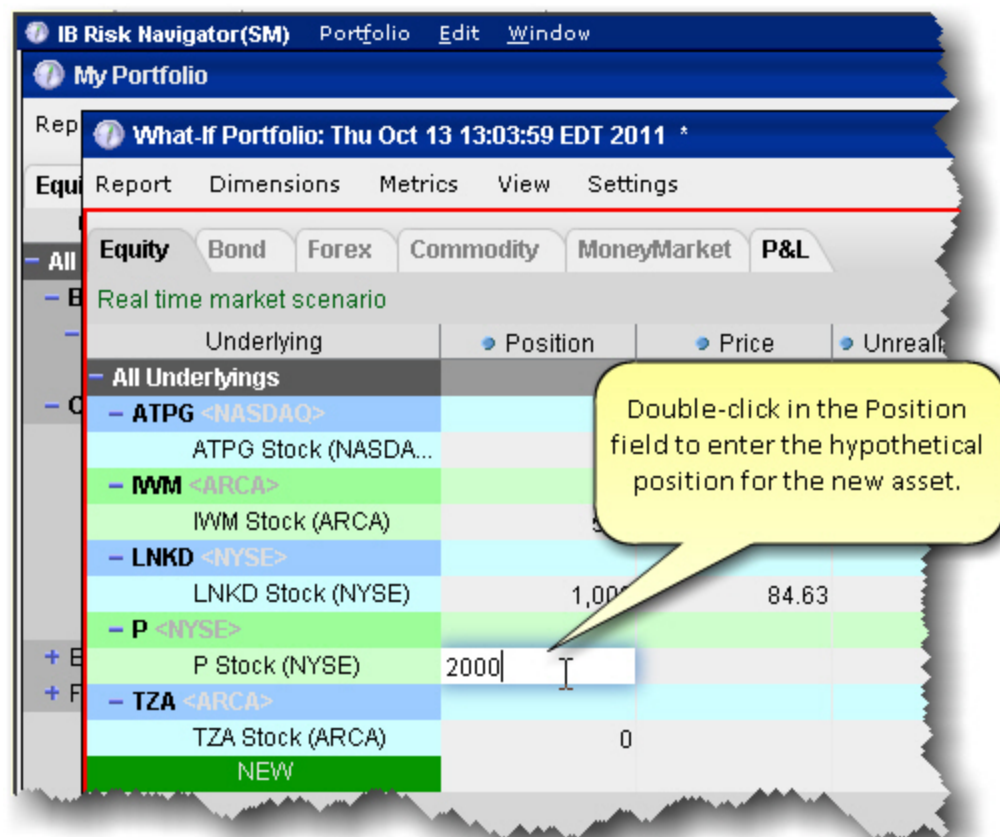 IB Risk Navigator(SM) Portfolio Edit Window
My Portfolio
Rep
What-If Portfolio: Thu Oct 13 13:03:59 EDT 2011 *
Equi
Report Dimensions Metrics View Settings
Equity Bond Forex Commodity MoneyMarket P&L
– All
Real time market scenario
– B
Underlying Position Price Unreali
– All Underlyings
– C
– ATPG <NASDAQ>
ATPG Stock (NASDA...
– IWM <ARCA>
IWM Stock (ARCA)
– LNKD <NYSE>
LNKD Stock (NYSE) 1,000 84.63
– P <NYSE>
+ E
P Stock (NYSE) 2000
+ F
– TZA <ARCA>
TZA Stock (ARCA) 0
NEW
Double-click in the Position
field to enter the hypothetical
position for the new asset.